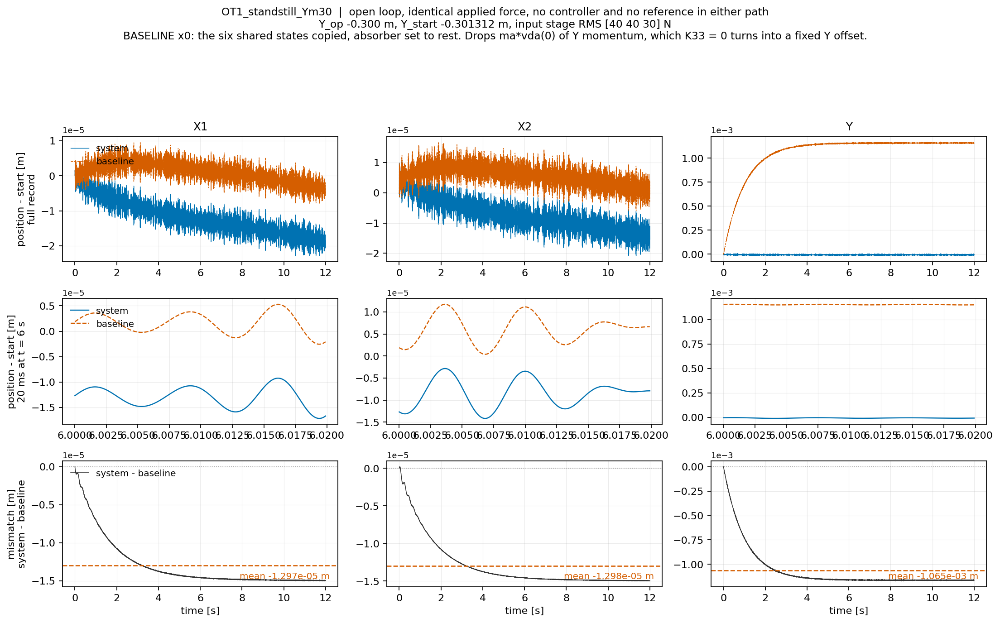 OT1_standstill_Ym30  |  open loop, identical applied force, no controller and no reference in either path
Y_op -0.300 m, Y_start -0.301312 m, input stage RMS [40 40 30] N
BASELINE x0: the six shared states copied, absorber set to rest. Drops ma*vda(0) of Y momentum, which K33 = 0 turns into a fixed Y offset.
X1
X2
Y
1e−5
1e−5
1e−3
position - start [m]
full record
1
0
−1
−2
system
baseline
0 2 4 6 8 10 12
1
0
−1
−2
0 2 4 6 8 10 12
1.00
0.75
0.50
0.25
0.00
0 2 4 6 8 10 12
1e−5
1e−5
1e−3
position - start [m]
20 ms at t = 6 s
0.5
0.0
−0.5
−1.0
−1.5
system
baseline
6.0000 6.0025 6.0050 6.0075 6.0100 6.0125 6.0150 6.0175 6.0200
1.0
0.5
0.0
−0.5
−1.0
−1.5
6.0000 6.0025 6.0050 6.0075 6.0100 6.0125 6.0150 6.0175 6.0200
1.00
0.75
0.50
0.25
0.00
6.0000 6.0025 6.0050 6.0075 6.0100 6.0125 6.0150 6.0175 6.0200
1e−5
1e−5
1e−3
mismatch [m]
system - baseline
0.0
−0.5
−1.0
−1.5
system - baseline
mean -1.297e-05 m
0 2 4 6 8 10 12
time [s]
0.0
−0.5
−1.0
−1.5
mean -1.298e-05 m
0 2 4 6 8 10 12
time [s]
0.00
−0.25
−0.50
−0.75
−1.00
mean -1.065e-03 m
0 2 4 6 8 10 12
time [s]